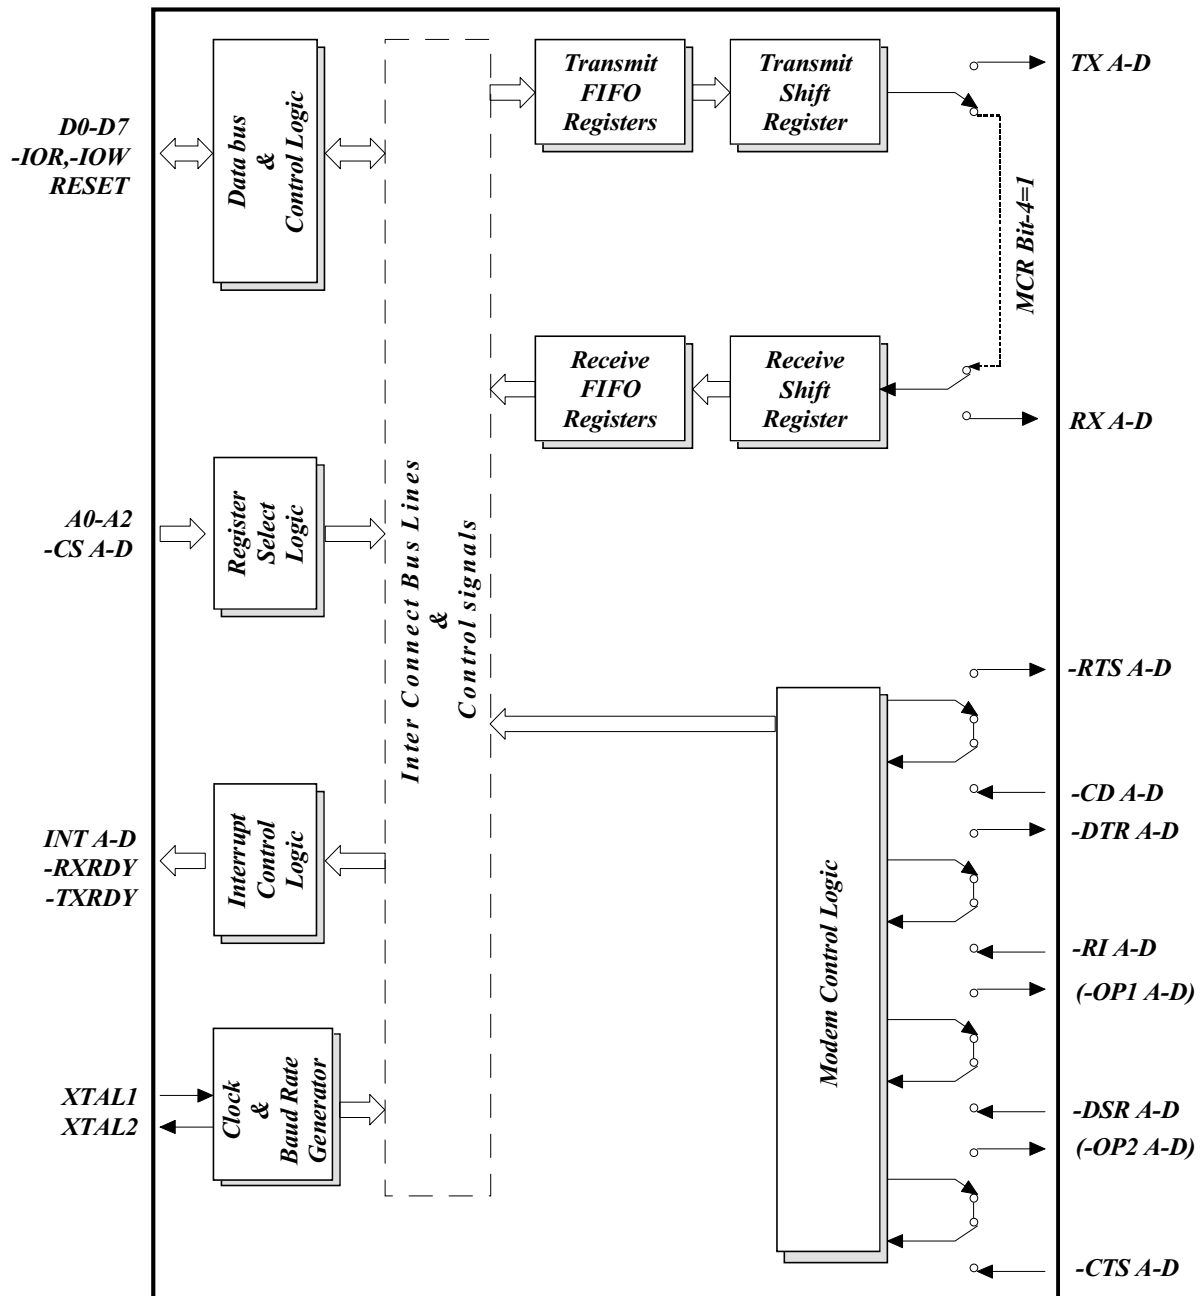 D0-D7
-IOR,-IOW
RESET
Data bus
&
Control Logic
A0-A2
-CS A-D
Register
Select
Logic
INT A-D
-RXRDY
-TXRDY
Interrupt
Control
Logic
XTAL1
XTAL2
Clock
&
Baud Rate
Generator
Inter Connect Bus Lines
&
Control signals
Transmit
FIFO
Registers
Transmit
Shift
Register
TX A-D
MCR Bit-4=1
Receive
FIFO
Registers
Receive
Shift
Register
RX A-D
Modem Control Logic
-RTS A-D
-CD A-D
-DTR A-D
-RI A-D
(-OP1 A-D)
-DSR A-D
(-OP2 A-D)
-CTS A-D